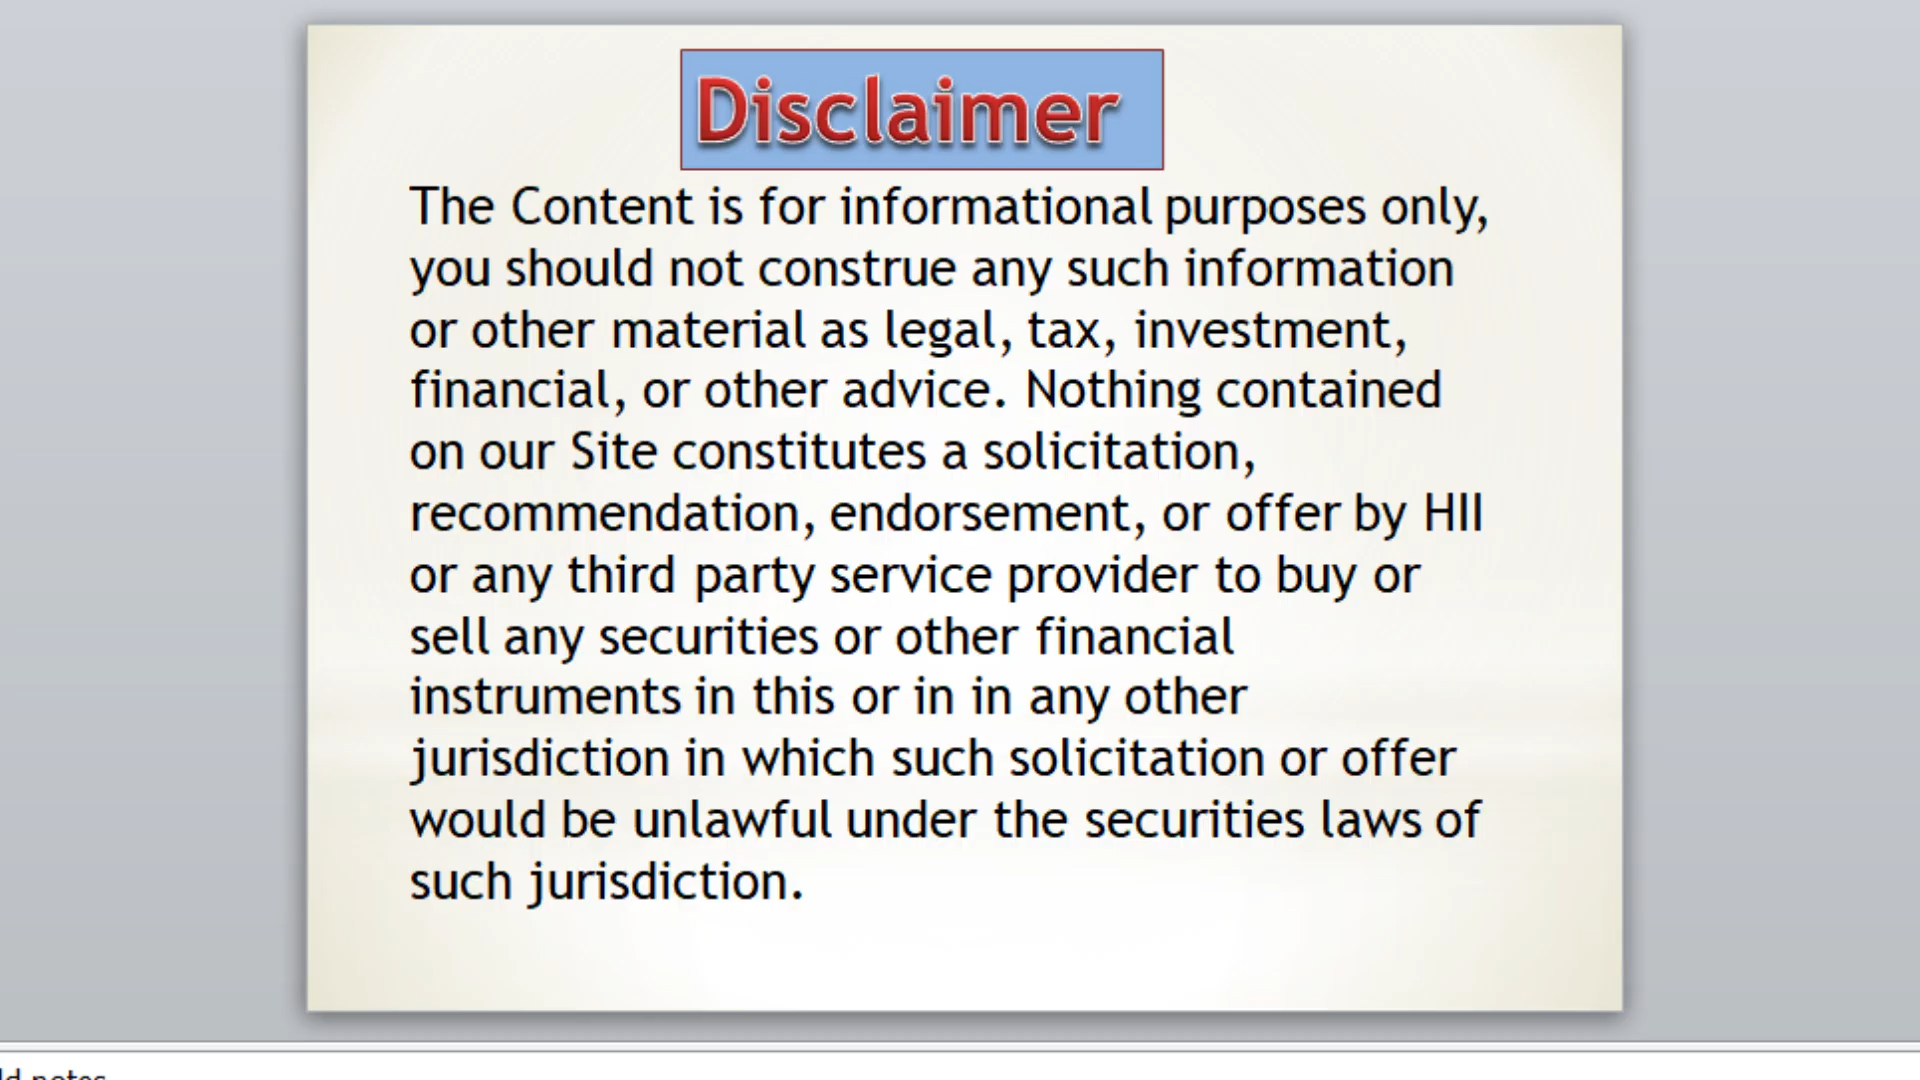 Disclaimer
The Content is for informational purposes only,
you should not construe any such information
or other material as legal, tax, investment,
financial, or other advice. Nothing contained
on our Site constitutes a solicitation,
recommendation, endorsement, or offer by HII
or any third party service provider to buy or
sell any securities or other financial
instruments in this or in in any other
jurisdiction in which such solicitation or offer
would be unlawful under the securities laws of
such jurisdiction.
notes